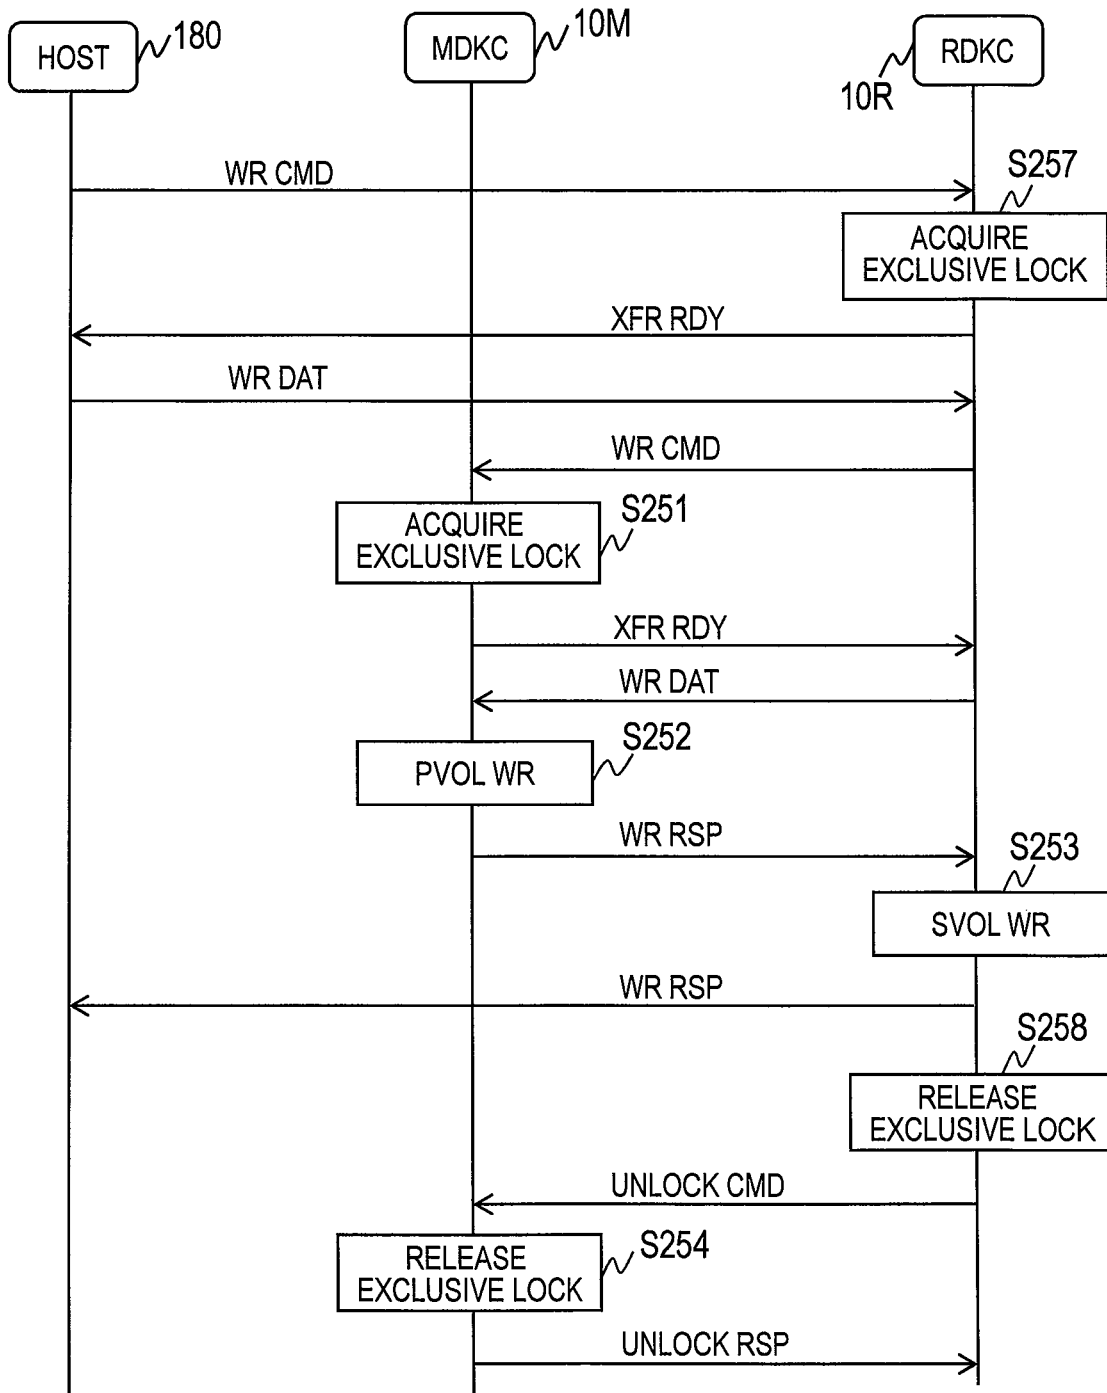 HOST
180
MDKC
10M
RDKC
10R
WR CMD
S257
ACQUIRE
EXCLUSIVE LOCK
XFR RDY
WR DAT
WR CMD
S251
ACQUIRE
EXCLUSIVE LOCK
XFR RDY
WR DAT
S252
PVOL WR
WR RSP
S253
SVOL WR
WR RSP
S258
RELEASE
EXCLUSIVE LOCK
UNLOCK CMD
S254
RELEASE
EXCLUSIVE LOCK
UNLOCK RSP